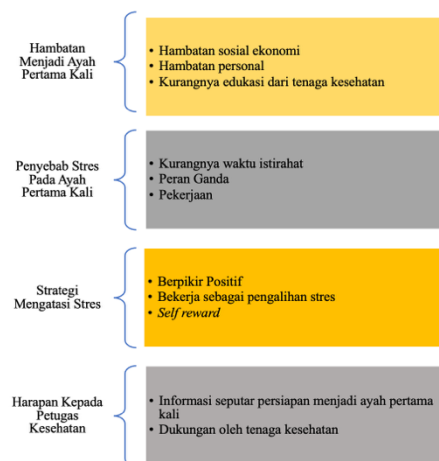 Hambatan
Menjadi Ayah
Pertama Kali
• Hambatan sosial ekonomi
• Hambatan personal
• Kurangnya edukasi dari tenaga kesehatan
Penyebab Stres
Pada Ayah
Pertama Kali
• Kurangnya waktu istirahat
• Peran Ganda
• Pekerjaan
Strategi
Mengatasi Stres
• Berpikir Positif
• Bekerja sebagai pengalihan stres
• Self reward
Harapan Kepada
Petugas
Kesehatan
• Informasi seputar persiapan menjadi ayah pertama
kali
• Dukungan oleh tenaga kesehatan